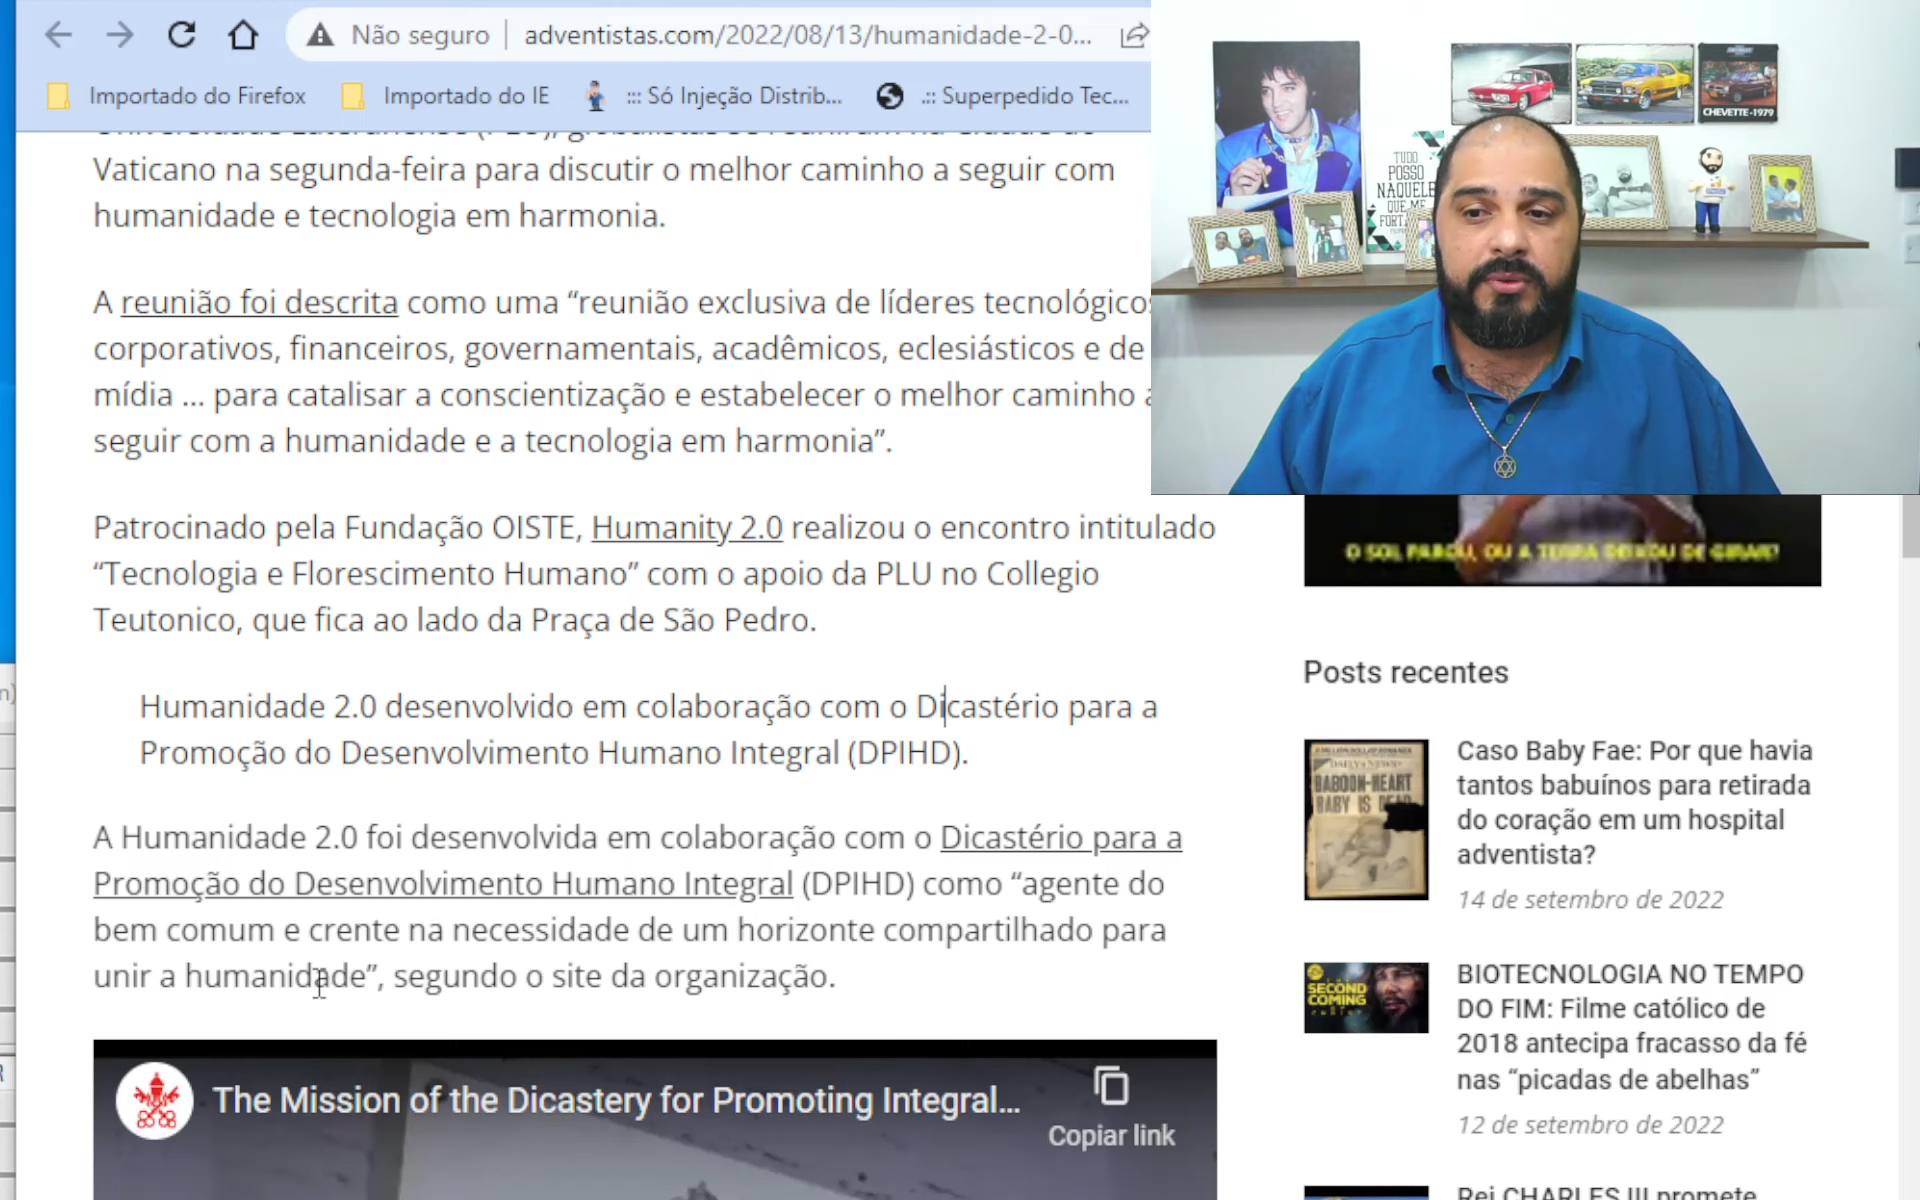 Não seguro
adventistas.com/2022/08/13/humanidade-2-0...
Importado do Firefox
Importado do IE
::: Só Injeção Distrib...
.:: Superpedido Tec...
Vaticano na segunda-feira para discutir o melhor caminho a seguir com
humanidade e tecnologia em harmonia.
A reunião foi descrita como uma “reunião exclusiva de líderes tecnológicos
corporativos, financeiros, governamentais, acadêmicos, eclesiásticos e de
mídia ... para catalisar a conscientização e estabelecer o melhor caminho a
seguir com a humanidade e a tecnologia em harmonia”.
Patrocinado pela Fundação OISTE, Humanity 2.0 realizou o encontro intitulado
“Tecnologia e Florescimento Humano” com o apoio da PLU no Collegio
Teutonico, que fica ao lado da Praça de São Pedro.
Humanidade 2.0 desenvolvido em colaboração com o Dicastério para a
Promoção do Desenvolvimento Humano Integral (DPIHD).
A Humanidade 2.0 foi desenvolvida em colaboração com o Dicastério para a
Promoção do Desenvolvimento Humano Integral (DPIHD) como “agente do
bem comum e crente na necessidade de um horizonte compartilhado para
unir a humanidade”, segundo o site da organização.
The Mission of the Dicastery for Promoting Integral...
Copiar link
CHEVETTE-1979
TUDO
POSSO
NAQUELE
QUE ME
O SOL PAROU, OU A TERRA DEIXOU DE GIRAR?
Posts recentes
BABOON-HEART
BABY IS DEAD
Caso Baby Fae: Por que havia
tantos babuínos para retirada
do coração em um hospital
adventista?
14 de setembro de 2022
SECOND
COMING
BIOTECNOLOGIA NO TEMPO
DO FIM: Filme católico de
2018 antecipa fracasso da fé
nas “picadas de abelhas”
12 de setembro de 2022
Rei CHARLES III promete